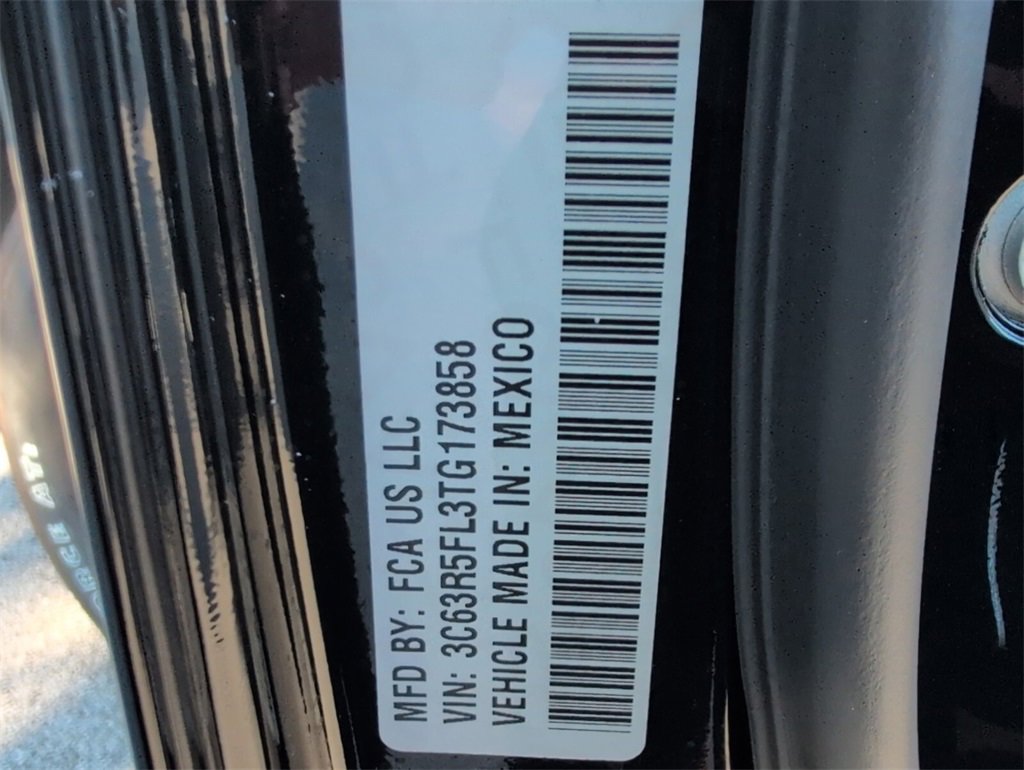 MFD BY: FCA US LLC
VIN: 3C63R5FL3TG173858
VEHICLE MADE IN: MEXICO